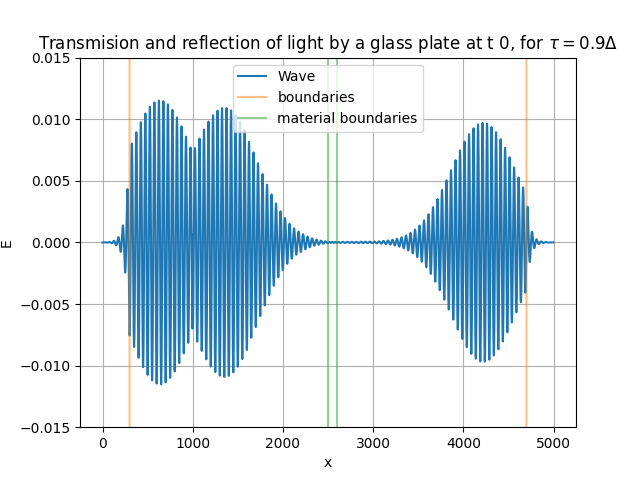 Transmision and reflection of light by a glass plate at t 0, for τ = 0.9Δ
0.015
0.010
0.005
0.000
−0.005
−0.010
−0.015
E
Wave
boundaries
material boundaries
0 1000 2000 3000 4000 5000
x